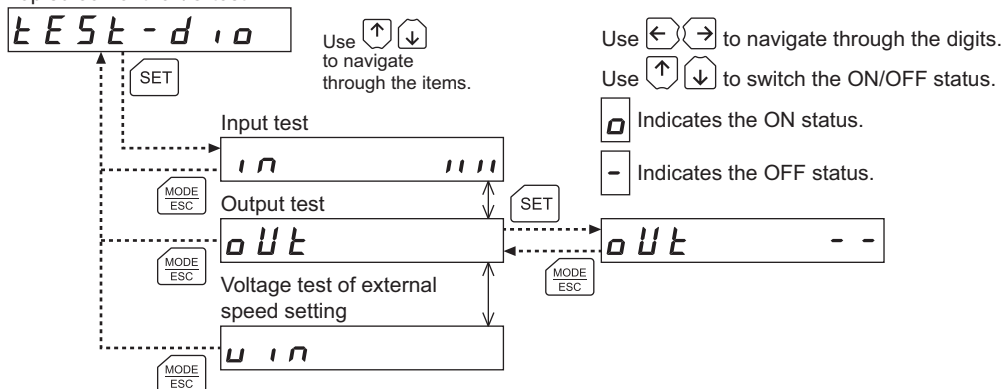 tESt-dio
SET
Use ↑ ↓
to navigate
through the items.
Use ← → to navigate through the digits.
Use ↑ ↓ to switch the ON/OFF status.
o Indicates the ON status.
- Indicates the OFF status.
Input test
in ıııı
MODE
ESC
Output test
oUt
SET
oUt - -
MODE
ESC
MODE
ESC
Voltage test of external
speed setting
u in
MODE
ESC